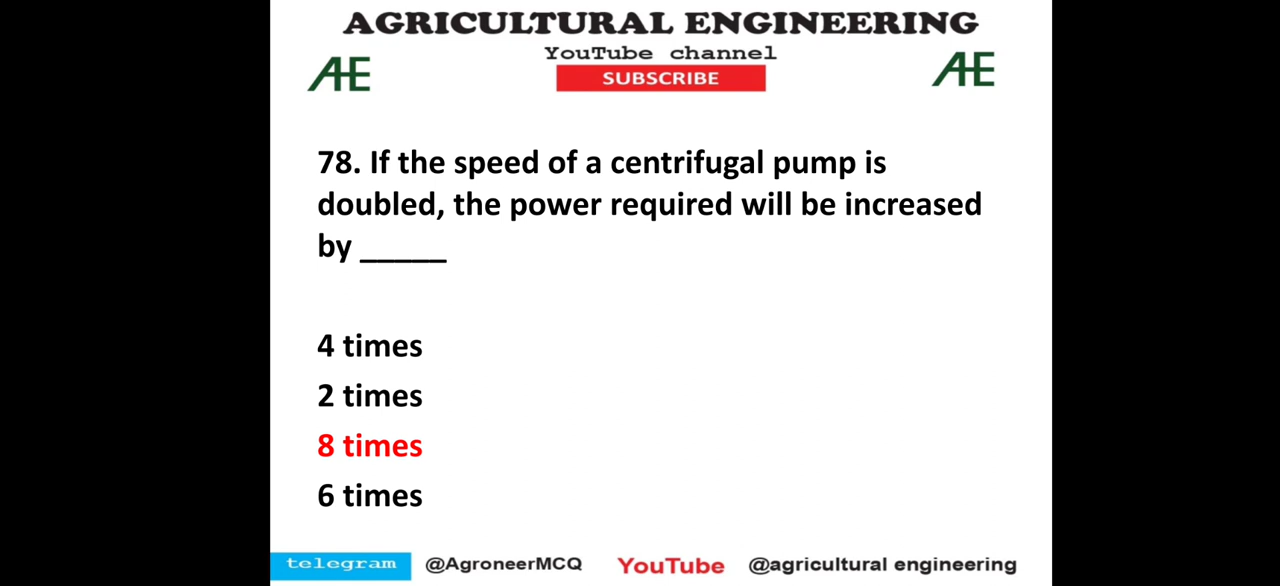 AGRICULTURAL ENGINEERING
YouTube channel
AE SUBSCRIBE AE
78. If the speed of a centrifugal pump is
doubled, the power required will be increased
by _____
4 times
2 times
8 times
6 times
telegram @AgroneerMCQ YouTube @agricultural engineering